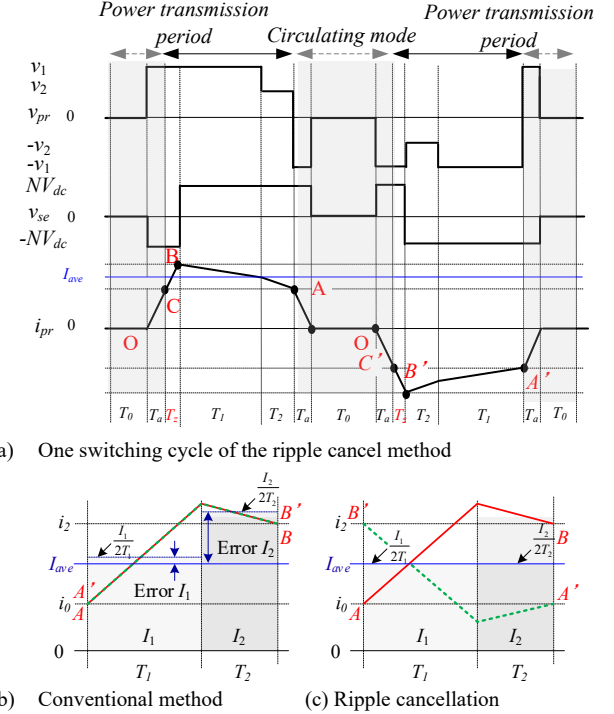 Power transmission period
Circulating mode
Power transmission period
v1
v2
vpr 0
-v2
-v1
NVdc
vse 0
-NVdc
B
Iave
C
A
ipr 0
O
O
C'
B'
A'
T0 Ta Tz T1 T2 Ta T0 Ta Tz T2 T1 Ta T0
a) One switching cycle of the ripple cancel method
i2
I1
2T1
I2
2T2
B'
B
Error I2
Iave
Error I1
A'
i0
A
I1 I2
0
T1 T2
b) Conventional method
B'
i2
I1
2T1
I2
2T2
B
Iave
A'
i0
A
I1 I2
0
T1 T2
(c) Ripple cancellation